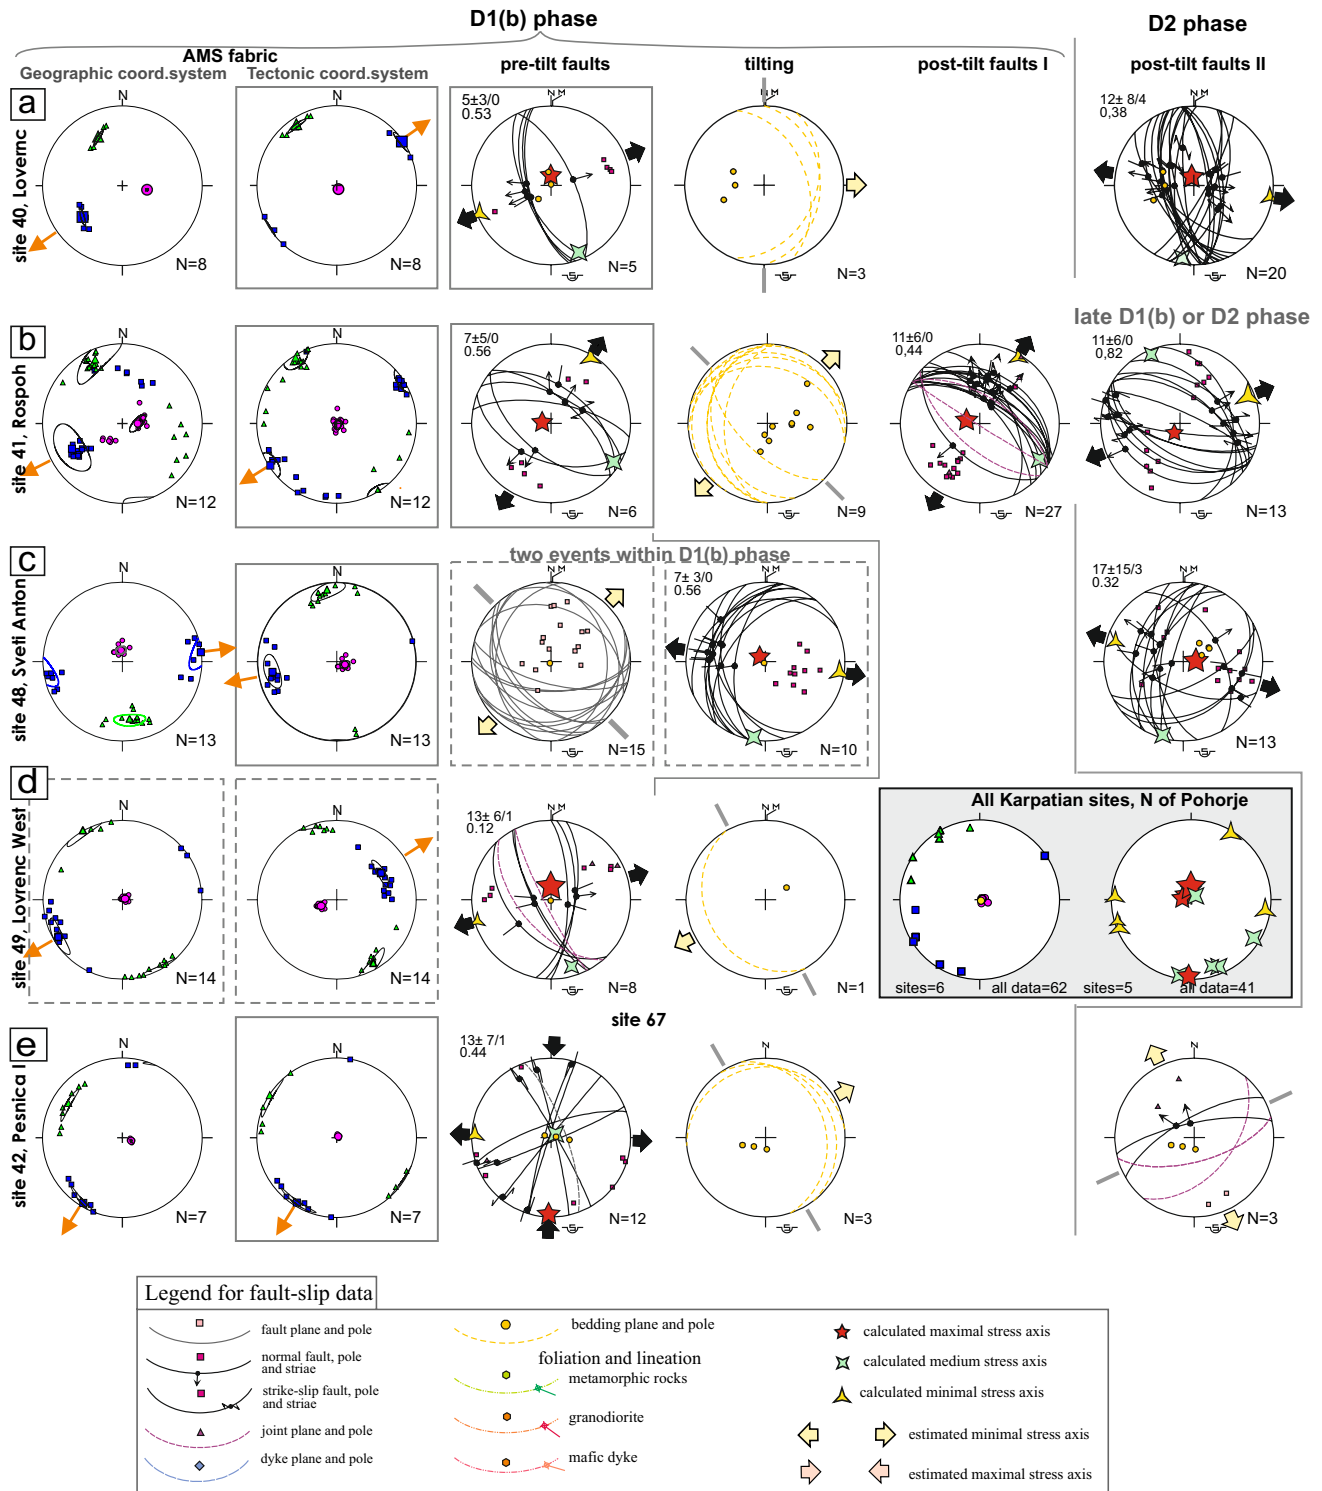 D1(b) phase
D2 phase
AMS fabric
Geographic coord.system
Tectonic coord.system
pre-tilt faults
tilting
post-tilt faults I
post-tilt faults II
a
site 40, Lovernc
N
N=8
N
N=8
5±3/0
0.53
N M
N=5
N
N=3
12± 8/4
0,38
N M
N=20
late D1(b) or D2 phase
b
site 41, Rospoh
N
N=12
N
N=12
7±5/0
0.56
N M
N=6
N
N=9
11±6/0
0,44
N M
N=27
11±6/0
0,82
N M
N=13
c
site 48, Sveti Anton
two events within D1(b) phase
N
N=13
N
N=13
N M
N=15
7± 3/0
0.56
N M
N=10
17±15/3
0.32
N M
N=13
d
site 49, Lovrenc West
N
N=14
N
N=14
13± 6/1
0.12
N M
N=8
N
N=1
All Karpatian sites, N of Pohorje
N
N
sites=6
all data=62
sites=5
all data=41
e
site 42, Pesnica I
N
N=7
N
N=7
site 67
13± 7/1
0.44
N M
N=12
N
N=3
N
N=3
Legend for fault-slip data
fault plane and pole
normal fault, pole
and striae
strike-slip fault, pole
and striae
joint plane and pole
dyke plane and pole
bedding plane and pole
foliation and lineation
metamorphic rocks
granodiorite
mafic dyke
calculated maximal stress axis
calculated medium stress axis
calculated minimal stress axis
estimated minimal stress axis
estimated maximal stress axis